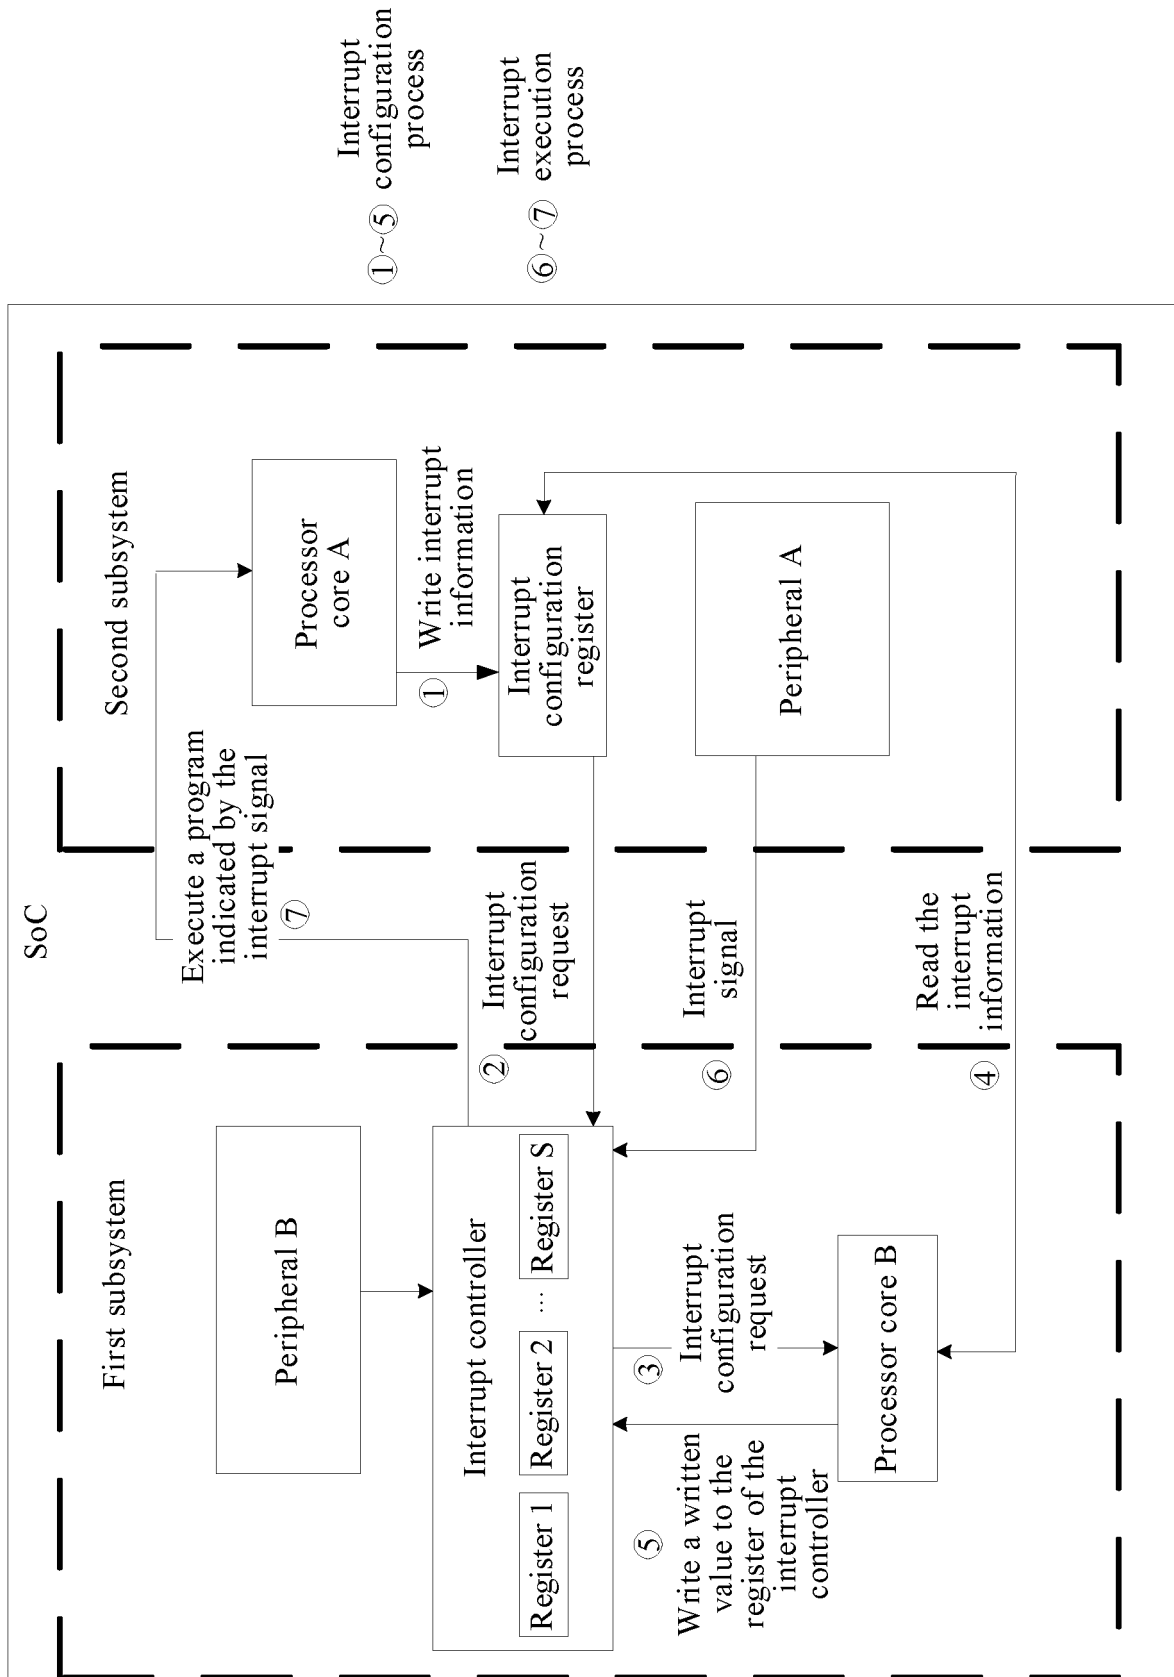 SoC
First subsystem
Second subsystem
Peripheral B
Execute a program
indicated by the
interrupt signal
⑦
Processor
core A
Interrupt controller
Register 1
Register 2
...
Register S
②
Interrupt
configuration
request
①
Write interrupt
information
Interrupt
configuration
register
⑤
Write a written
value to the
register of the
interrupt
controller
③
Interrupt
configuration
request
⑥
Interrupt
signal
Peripheral A
Processor core B
④
Read the
interrupt
information
①~⑤
Interrupt
configuration
process
⑥~⑦
Interrupt
execution
process